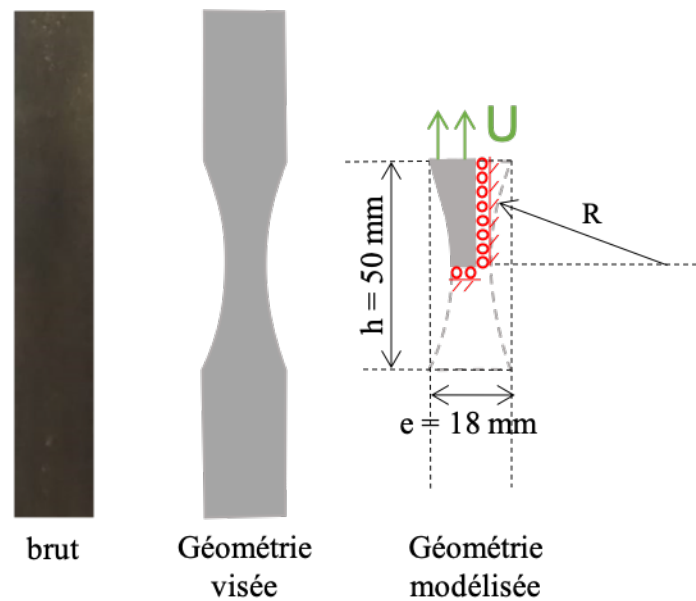 U
R
h = 50 mm
e = 18 mm
brut
Géométrie
visée
Géométrie
modélisée